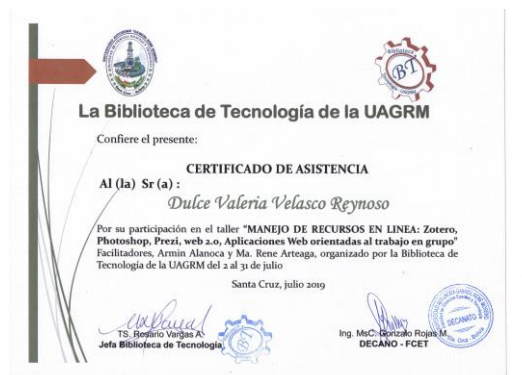 Biblioteca
BT
La Biblioteca de Tecnología de la UAGRM
Confiere el presente:
CERTIFICADO DE ASISTENCIA
Al (la) Sr (a) :
Dulce Valeria Velasco Reynoso
Por su participación en el taller “MANEJO DE RECURSOS EN LINEA: Zotero,
Photoshop, Prezi, web 2.0, Aplicaciones Web orientadas al trabajo en grupo”
Facilitadores, Armin Alanoca y Ma. Rene Arteaga, organizado por la Biblioteca de
Tecnología de la UAGRM del 2 al 31 de julio
Santa Cruz, julio 2019
TS. Rosario Vargas A.
Jefa Biblioteca de Tecnología
Ing. MsC. Gonzalo Rojas M.
DECANO - FCET
DECANATO